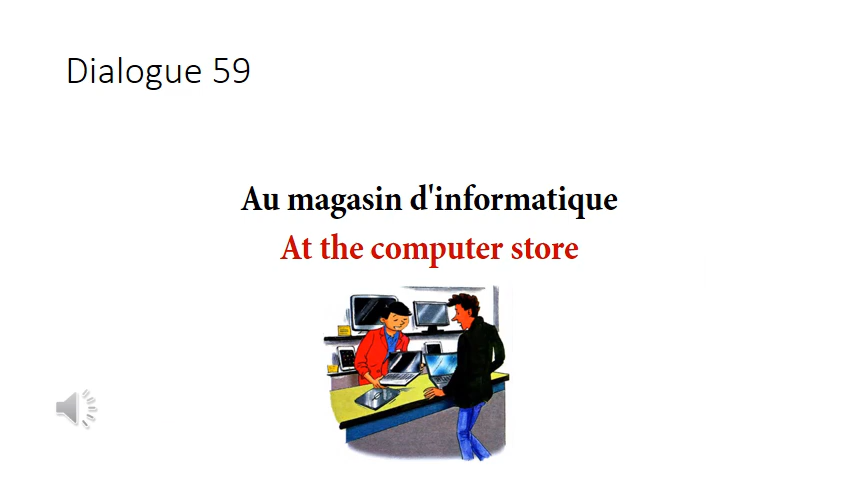 Dialogue 59
Au magasin d'informatique
At the computer store